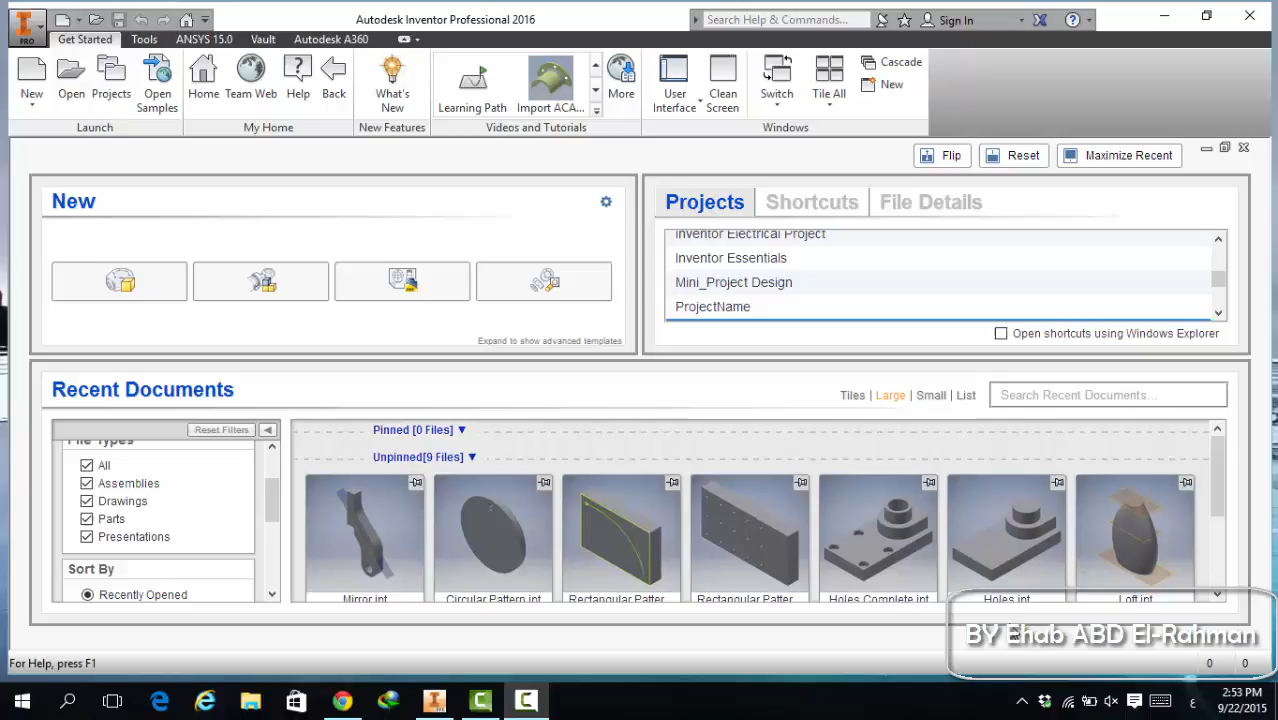 Autodesk Inventor Professional 2016
Search Help & Commands...
Sign In
PRO
Get Started
Tools
ANSYS 15.0
Vault
Autodesk A360
New
Open
Projects
Open Samples
Home
Team Web
Help
Back
What's New
Learning Path
Import ACA...
More
User Interface
Clean Screen
Switch
Tile All
Cascade
New
Launch
My Home
New Features
Videos and Tutorials
Windows
Flip
Reset
Maximize Recent
New
Expand to show advanced templates
Projects
Shortcuts
File Details
Inventor Electrical Project
Inventor Essentials
Mini_Project Design
ProjectName
Open shortcuts using Windows Explorer
Recent Documents
Tiles | Large | Small | List
Search Recent Documents...
Reset Filters
File Types
All
Assemblies
Drawings
Parts
Presentations
Sort By
Recently Opened
Pinned [0 Files]
Unpinned[9 Files]
Mirror.ipt
Circular Pattern.ipt
Rectangular Patter...
Rectangular Patter...
Holes Complete.ipt
Holes.ipt
Loft.ipt
BY Ehab ABD El-Rahman
For Help, press F1
0
0
ع
2:53 PM
9/22/2015